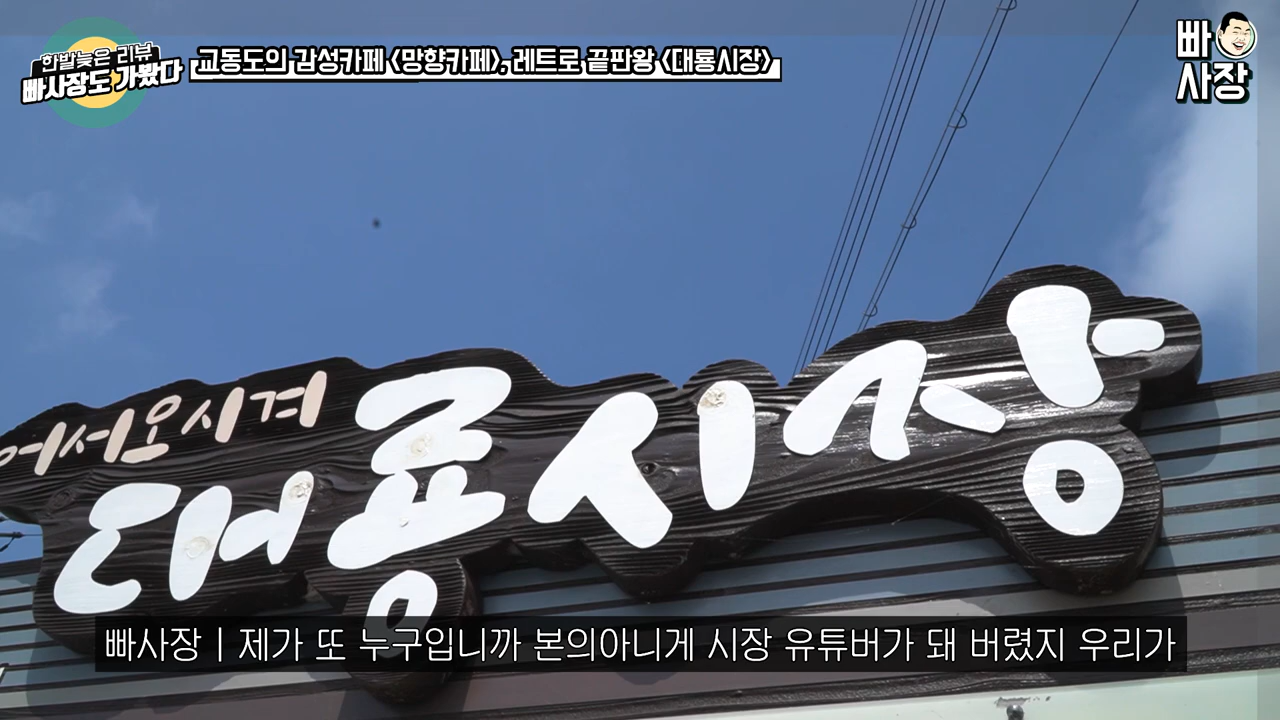 한발늦은 리뷰
빠사장도 가봤다
교동도의 감성카페 <망향카페>, 레트로 끝판왕 <대룡시장>
빠
사장
어서오시겨
대룡시장
빠사장 | 제가 또 누구입니까 본의아니게 시장 유튜버가 돼 버렸지 우리가